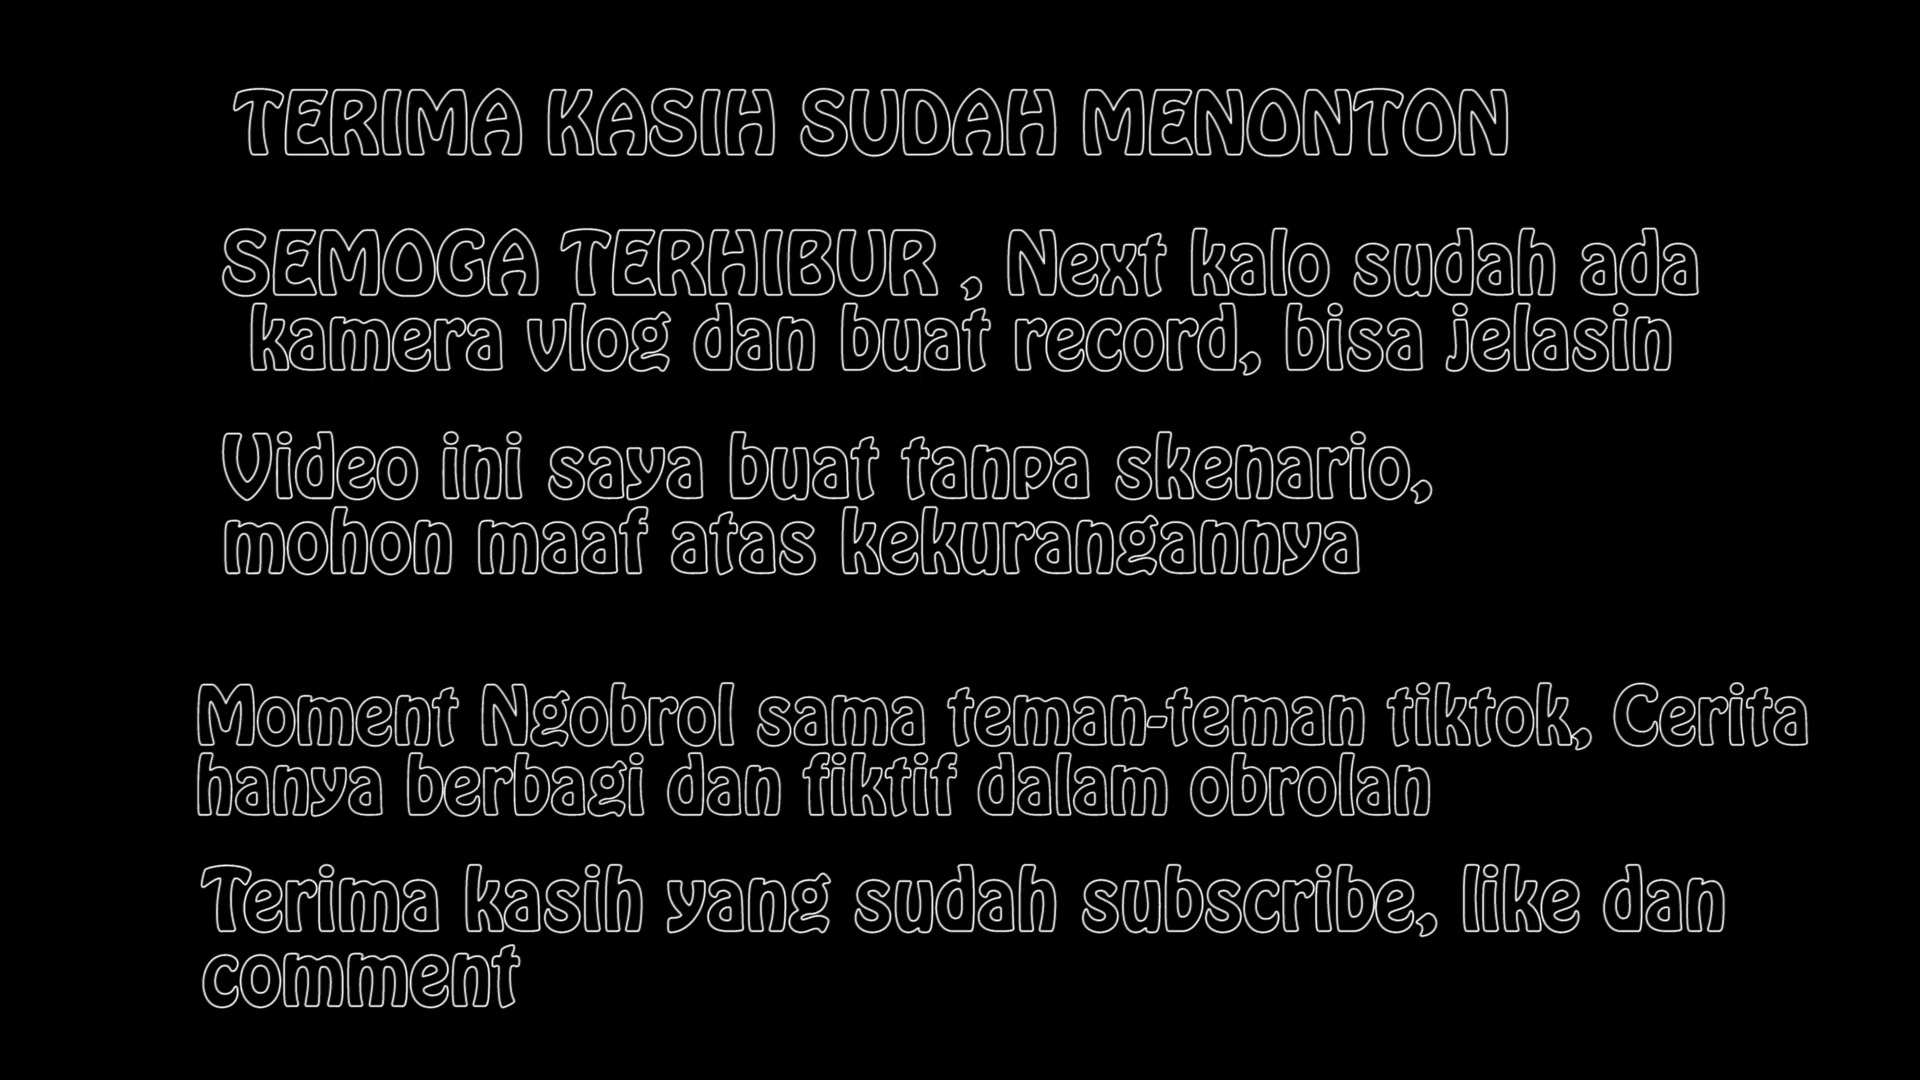 TERIMA KASIH SUDAH MENONTON
SEMOGA TERHIBUR , Next kalo sudah ada
kamera vlog dan buat record, bisa jelasin
Video ini saya buat tanpa skenario,
mohon maaf atas kekurangannya
Moment Ngobrol sama teman-teman tiktok, Cerita
hanya berbagi dan fiktif dalam obrolan
Terima kasih yang sudah subscribe, like dan
comment